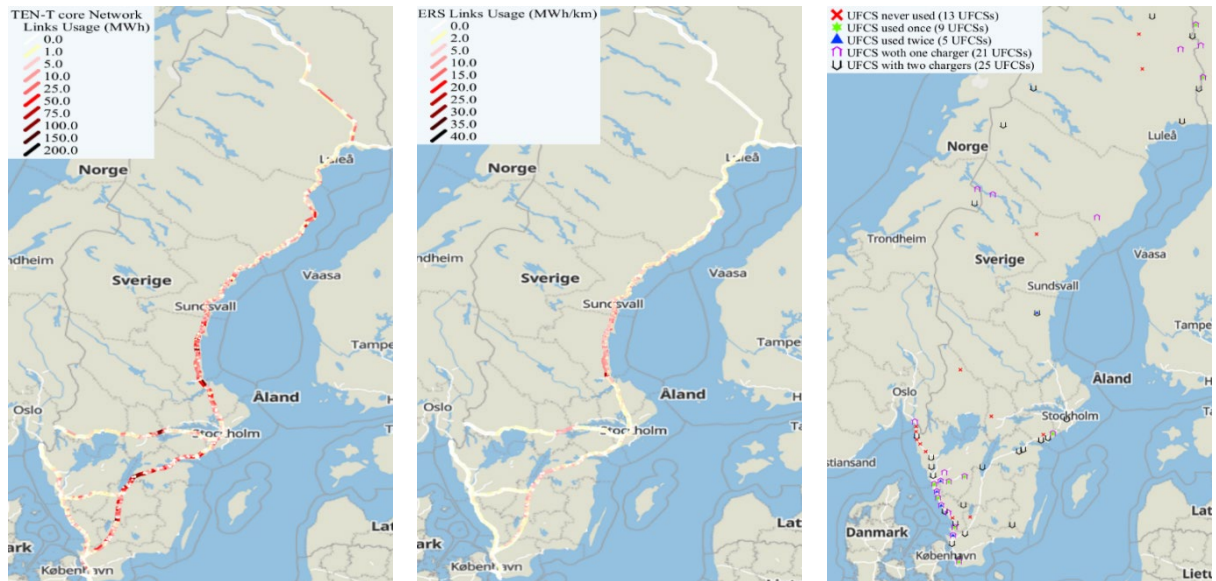 TEN-T core Network
Links Usage (MWh)
0.0
1.0
5.0
10.0
25.0
50.0
75.0
100.0
150.0
200.0
Norge
Luleå
ndheim
Vaasa
Sverige
Sundsvall
Tampe
Åland
Oslo
Stockholm
Lat
ark
København
ERS Links Usage (MWh/km)
0.0
2.0
5.0
10.0
15.0
20.0
25.0
30.0
35.0
40.0
Norge
Luleå
ndheim
Vaasa
Sverige
Sundsvall
Tampe
Åland
Oslo
Stockholm
Lat
ark
København
UFCS never used (13 UFCSs)
UFCS used once (9 UFCSs)
UFCS used twice (5 UFCSs)
UFCS woth one charger (21 UFCSs)
UFCS with two chargers (25 UFCSs)
Luleå
Norge
Trondheim
Vaasa
Sverige
Sundsvall
Tampe
Åland
Oslo
Stockholm
istiansand
Danmark
Lat
København
Lietu